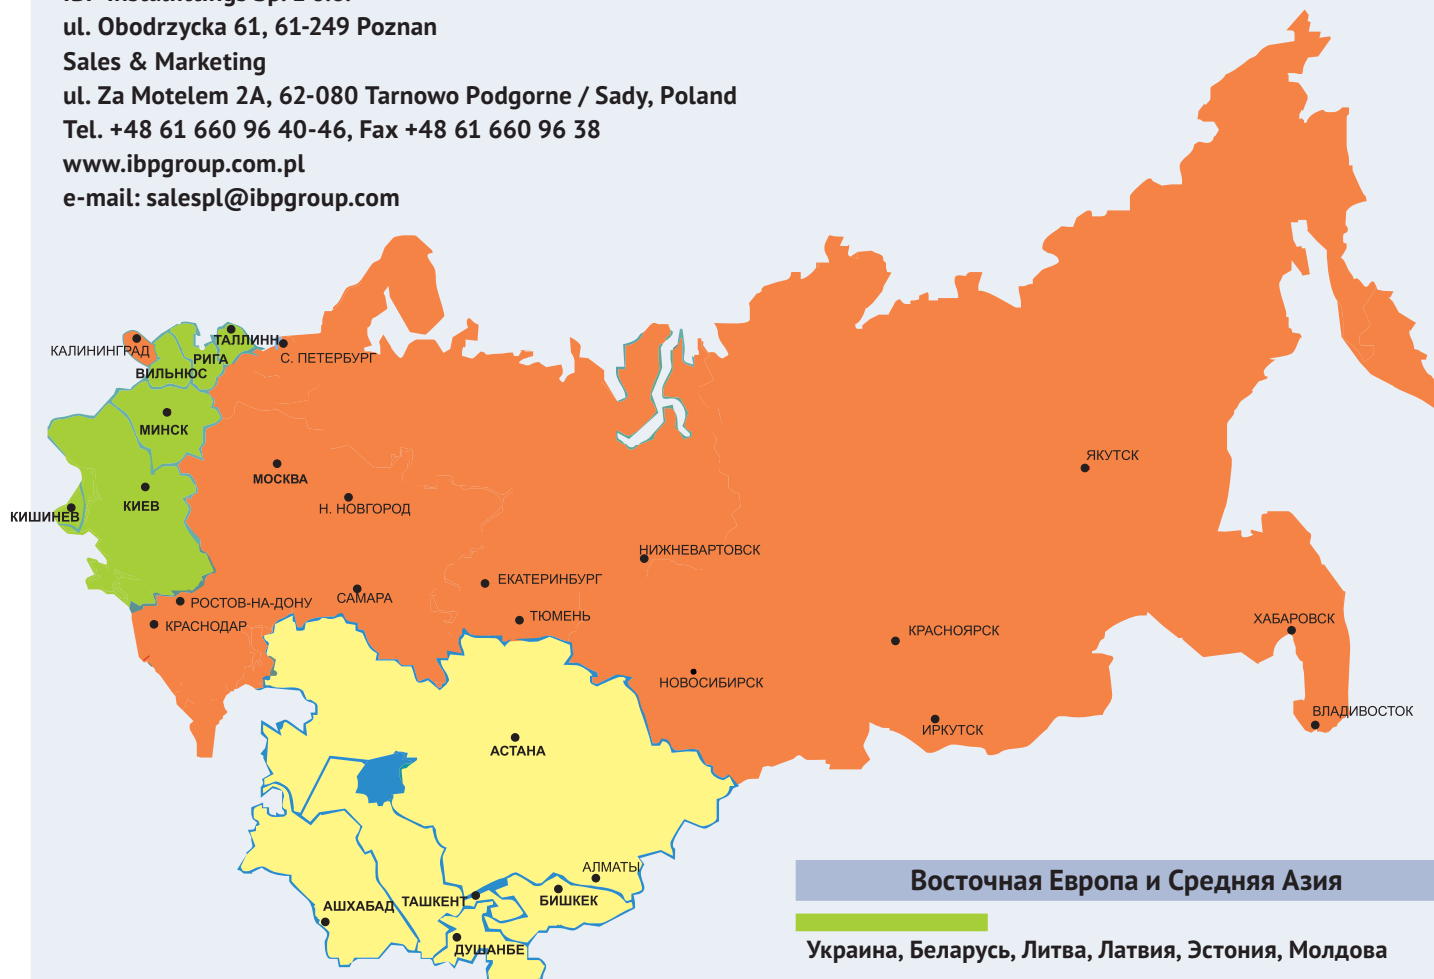 ul. Obodrzycka 61, 61-249 Poznan
Sales & Marketing
ul. Za Motelem 2A, 62-080 Tarnowo Podgorne / Sady, Poland
Tel. +48 61 660 96 40-46, Fax +48 61 660 96 38
www.ibpgroup.com.pl
e-mail: salespl@ibpgroup.com
ТАЛЛИНН
КАЛИНИНГРАД
РИГА
С. ПЕТЕРБУРГ
ВИЛЬНЮС
МИНСК
ЯКУТСК
МОСКВА
КИЕВ
Н. НОВГОРОД
КИШИНЕВ
НИЖНЕВАРТОВСК
ЕКАТЕРИНБУРГ
САМАРА
РОСТОВ-НА-ДОНУ
ТЮМЕНЬ
ХАБАРОВСК
КРАСНОДАР
КРАСНОЯРСК
НОВОСИБИРСК
ВЛАДИВОСТОК
ИРКУТСК
АСТАНА
АЛМАТЫ
ТАШКЕНТ
БИШКЕК
АШХАБАД
ДУШАНБЕ
Восточная Европа и Средняя Азия
Украина, Беларусь, Литва, Латвия, Эстония, Молдова